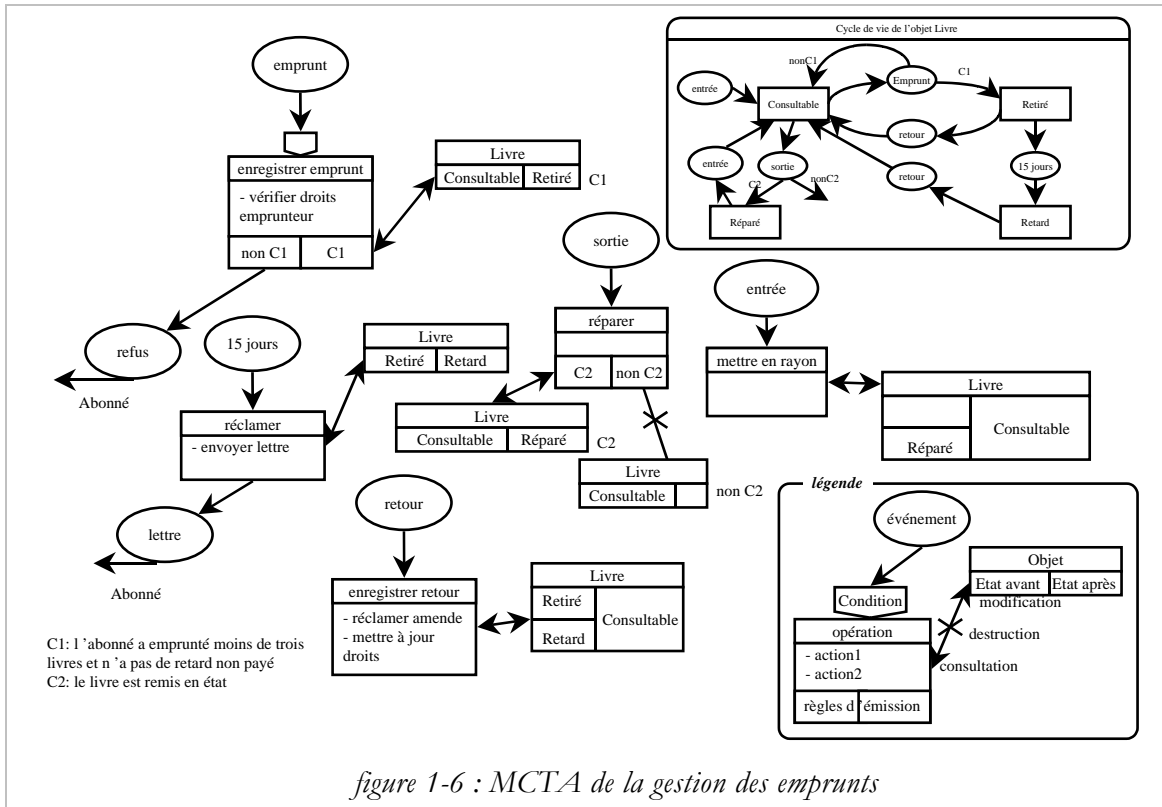 Cycle de vie de l'objet Livre
nonC1
Emprunt
C1
entrée
Consultable
Retiré
retour
entrée
sortie
retour
15 jours
C2
nonC2
Réparé
Retard
emprunt
enregistrer emprunt
- vérifier droits
emprunteur
non C1
C1
Livre
Consultable
Retiré
C1
refus
Abonné
15 jours
réclamer
- envoyer lettre
Livre
Retiré
Retard
lettre
Abonné
sortie
réparer
C2
non C2
Livre
Consultable
Réparé
C2
Livre
Consultable
non C2
entrée
mettre en rayon
Livre
Réparé
Consultable
retour
enregistrer retour
- réclamer amende
- mettre à jour
droits
Livre
Retiré
Retard
Consultable
C1: l 'abonné a emprunté moins de trois
livres et n 'a pas de retard non payé
C2: le livre est remis en état
légende
événement
Condition
opération
- action1
- action2
règles d'émission
Objet
Etat avant
Etat après
modification
destruction
consultation
figure 1-6 : MCTA de la gestion des emprunts